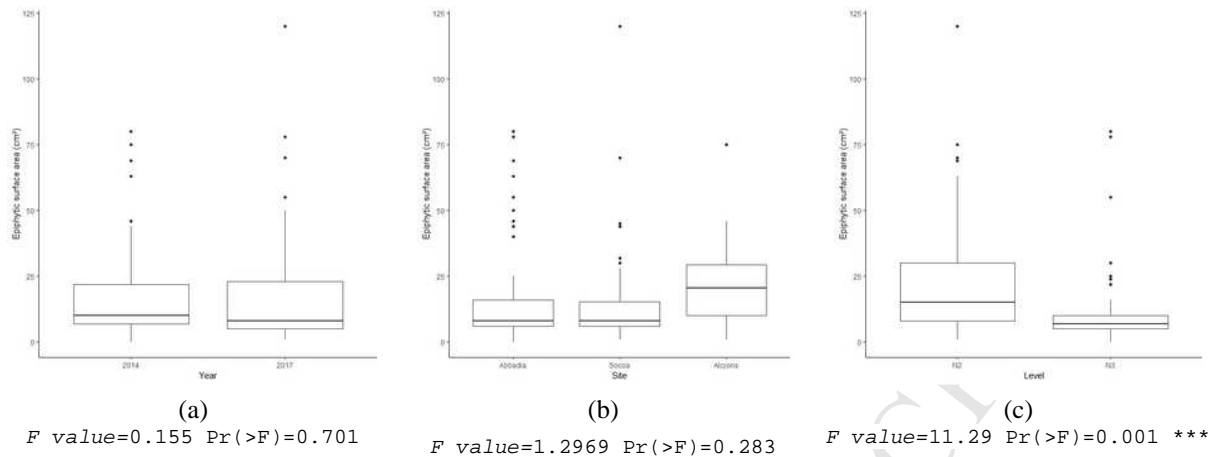 125
100
75
50
25
0
Epiphytic surface area (cm²)
2014
2017
Year
(a)
F value=0.155 Pr(>F)=0.701
125
100
75
50
25
0
Epiphytic surface area (cm²)
Abbadia
Socoa
Alcyons
Site
(b)
F value=1.2969 Pr(>F)=0.283
125
100
75
50
25
0
Epiphytic surface area (cm²)
N2
N3
Level
(c)
F value=11.29 Pr(>F)=0.001 ***